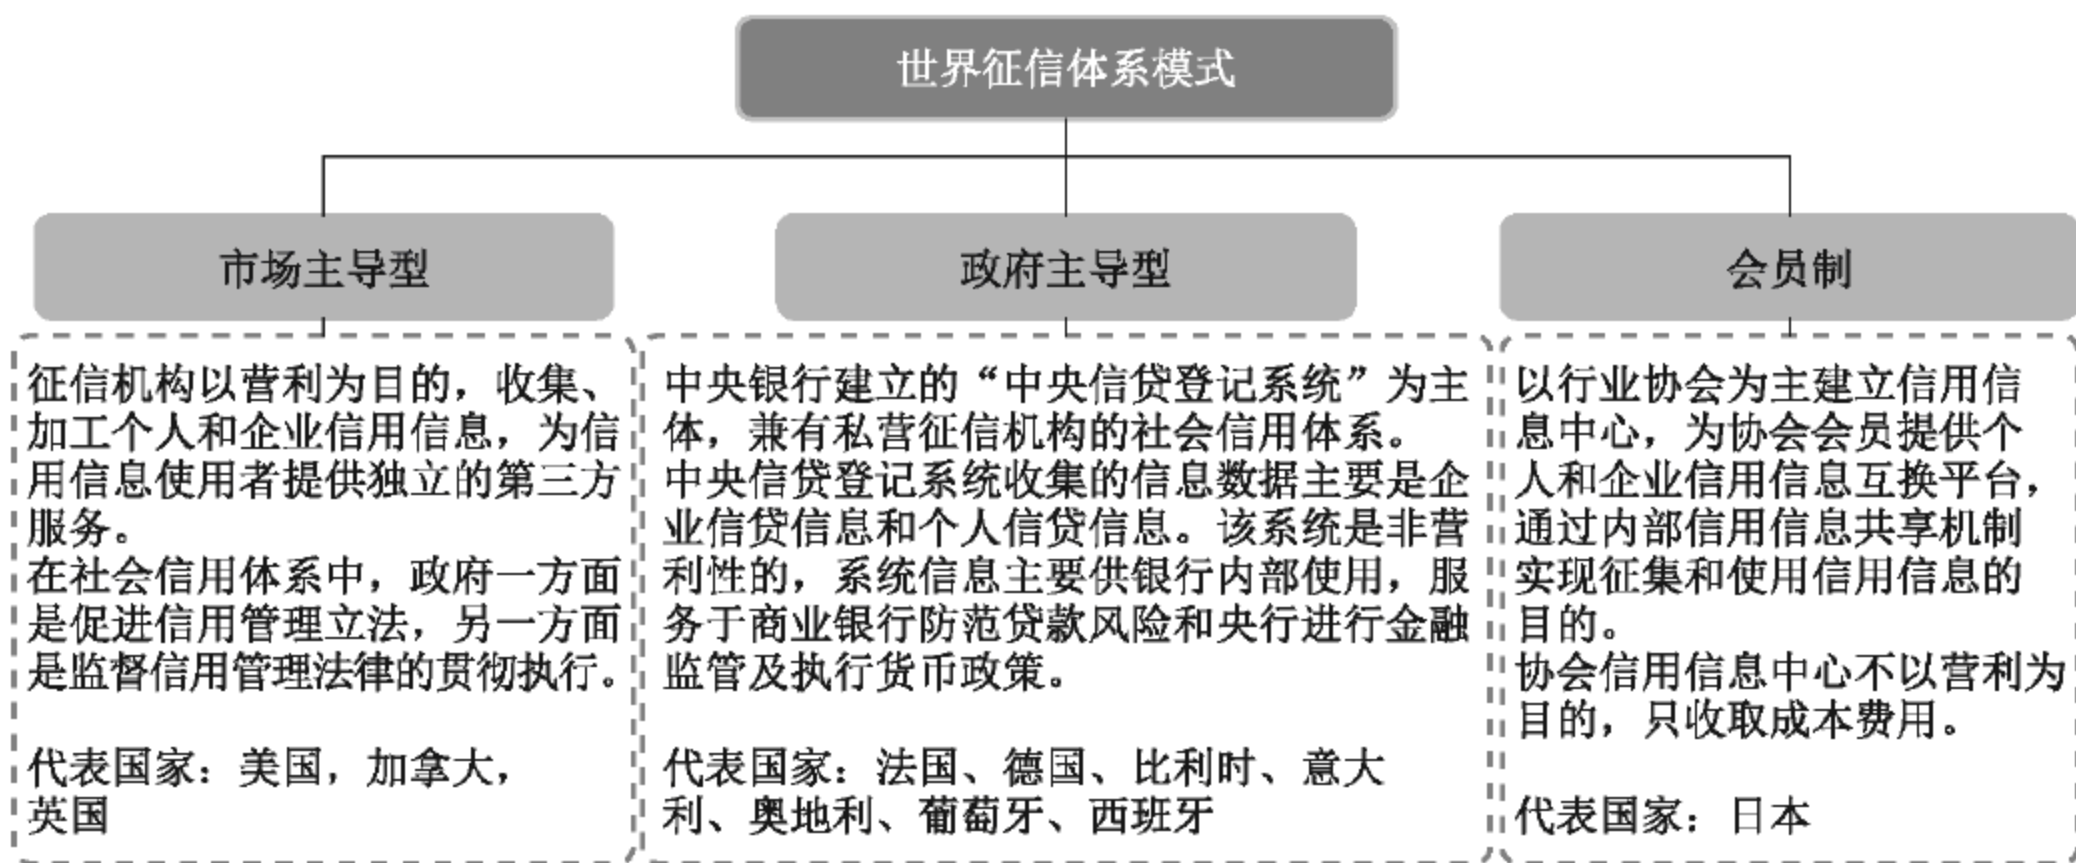 世界征信体系模式
市场主导型
征信机构以营利为目的，收集、
加工个人和企业信用信息，为信
用信息使用者提供独立的第三方
服务。
在社会信用体系中，政府一方面
是促进信用管理立法，另一方面
是监督信用管理法律的贯彻执行。
代表国家：美国，加拿大，
英国
政府主导型
中央银行建立的“中央信贷登记系统”为主
体，兼有私营征信机构的社会信用体系。
中央信贷登记系统收集的信息数据主要是企
业信贷信息和个人信贷信息。该系统是非营
利性的，系统信息主要供银行内部使用，服
务于商业银行防范贷款风险和央行进行金融
监管及执行货币政策。
代表国家：法国、德国、比利时、意大
利、奥地利、葡萄牙、西班牙
会员制
以行业协会为主建立信用信
息中心，为协会会员提供个
人和企业信用信息互换平台，
通过内部信用信息共享机制
实现征集和使用信用信息的
目的。
协会信用信息中心不以营利为
目的，只收取成本费用。
代表国家：日本